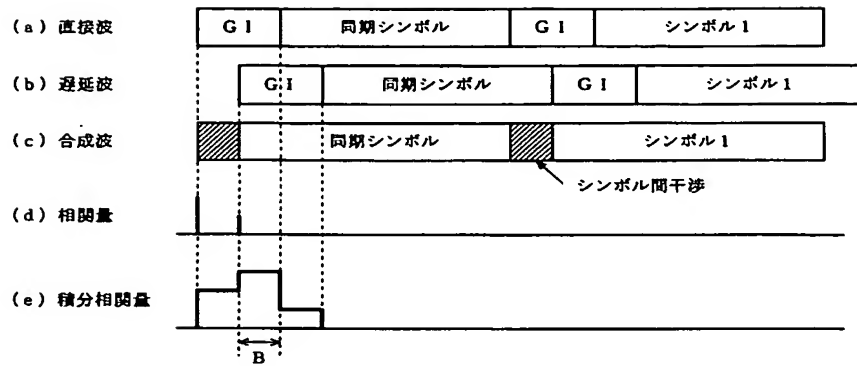 (a) 直接波 GI 同期シンボル GI シンボル1
(b) 遅延波 GI 同期シンボル GI シンボル1
(c) 合成波 同期シンボル シンボル1
シンボル間干渉
(d) 相関量
(e) 積分相関量
B